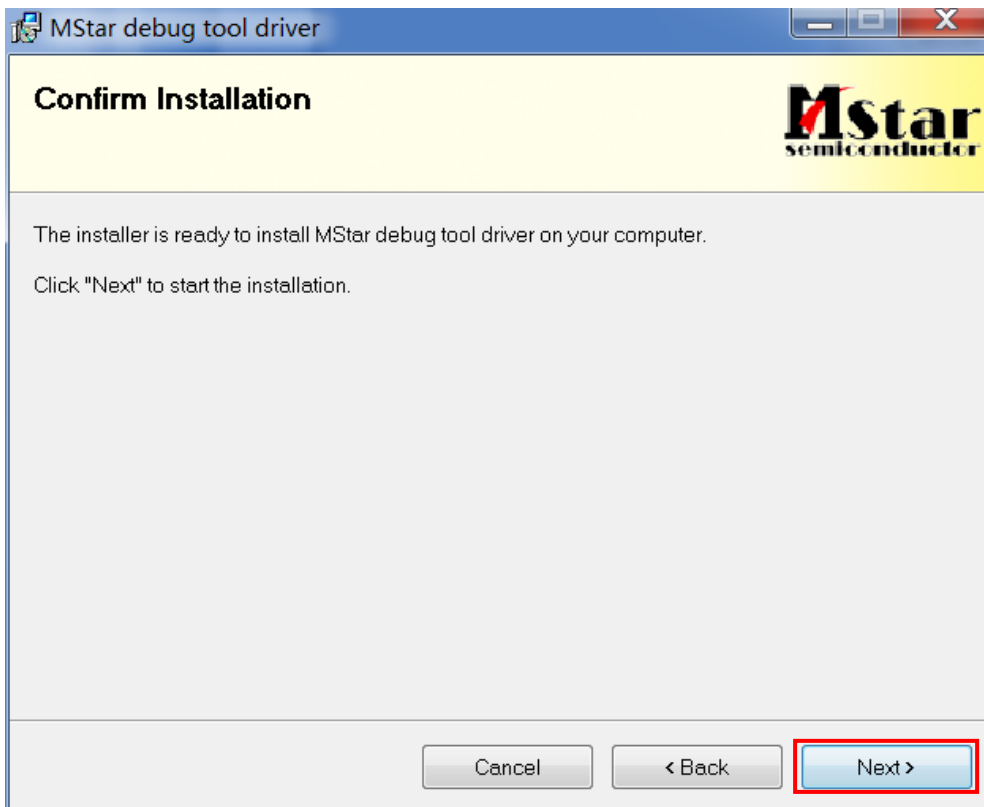 MStar debug tool driver
Confirm Installation
MStar
semiconductor
The installer is ready to install MStar debug tool driver on your computer.
Click "Next" to start the installation.
Cancel
< Back
Next >